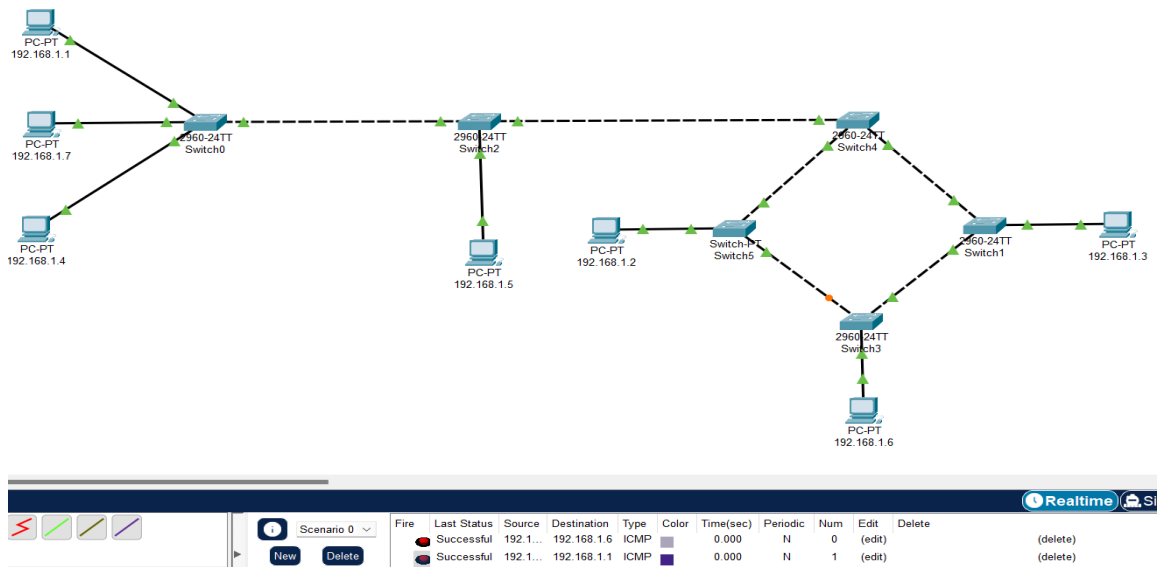 PC-PT
192.168.1.1
PC-PT
192.168.1.7
PC-PT
192.168.1.4
2960-24TT
Switch0
2960-24TT
Switch2
PC-PT
192.168.1.5
2960-24TT
Switch4
PC-PT
192.168.1.2
Switch-PT
Switch5
2960-24TT
Switch1
PC-PT
192.168.1.3
2960-24TT
Switch3
PC-PT
192.168.1.6
Realtime Si
Scenario 0
New Delete
Fire Last Status Source Destination Type Color Time(sec) Periodic Num Edit Delete
Successful 192.1... 192.168.1.6 ICMP 0.000 N 0 (edit) (delete)
Successful 192.1... 192.168.1.1 ICMP 0.000 N 1 (edit) (delete)